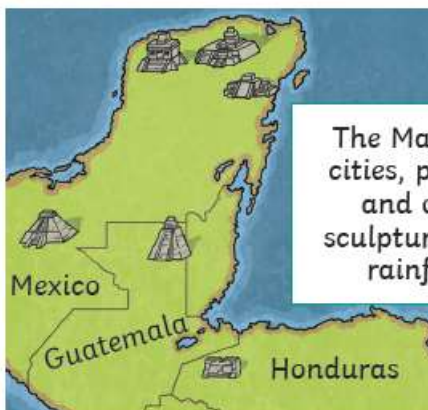 The Ma
cities, p
and
sculptur
rainf
Mexico
Guatemala
Honduras